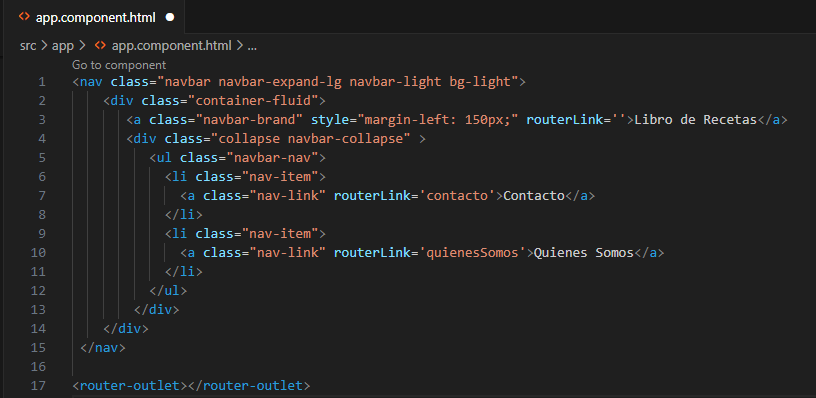 app.component.html
src > app > app.component.html > ...
Go to component
1 <nav class="navbar navbar-expand-lg navbar-light bg-light">
2 <div class="container-fluid">
3 <a class="navbar-brand" style="margin-left: 150px;" routerLink=''>Libro de Recetas</a>
4 <div class="collapse navbar-collapse" >
5 <ul class="navbar-nav">
6 <li class="nav-item">
7 <a class="nav-link" routerLink='contacto'>Contacto</a>
8 </li>
9 <li class="nav-item">
10 <a class="nav-link" routerLink='quienesSomos'>Quienes Somos</a>
11 </li>
12 </ul>
13 </div>
14 </div>
15 </nav>
16
17 <router-outlet></router-outlet>